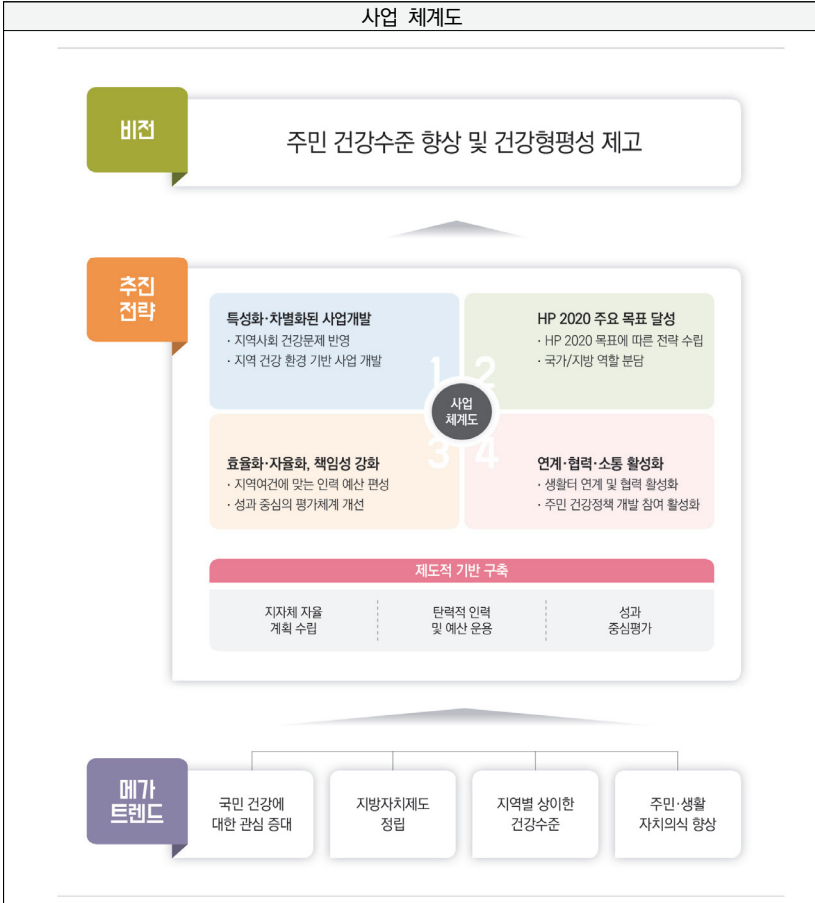 사업 체계도
비전
주민 건강수준 향상 및 건강형평성 제고
추진
전략
특성화·차별화된 사업개발
· 지역사회 건강문제 반영
· 지역 건강 환경 기반 사업 개발
1
HP 2020 주요 목표 달성
· HP 2020 목표에 따른 전략 수립
· 국가/지방 역할 분담
2
사업
체계도
효율화·자율화, 책임성 강화
· 지역여건에 맞는 인력 예산 편성
· 성과 중심의 평가체계 개선
3
연계·협력·소통 활성화
· 생활터 연계 및 협력 활성화
· 주민 건강정책 개발 참여 활성화
4
제도적 기반 구축
지자체 자율
계획 수립
탄력적 인력
및 예산 운용
성과
중심평가
메가
트렌드
국민 건강에
대한 관심 증대
지방자치제도
정립
지역별 상이한
건강수준
주민·생활
자치의식 향상